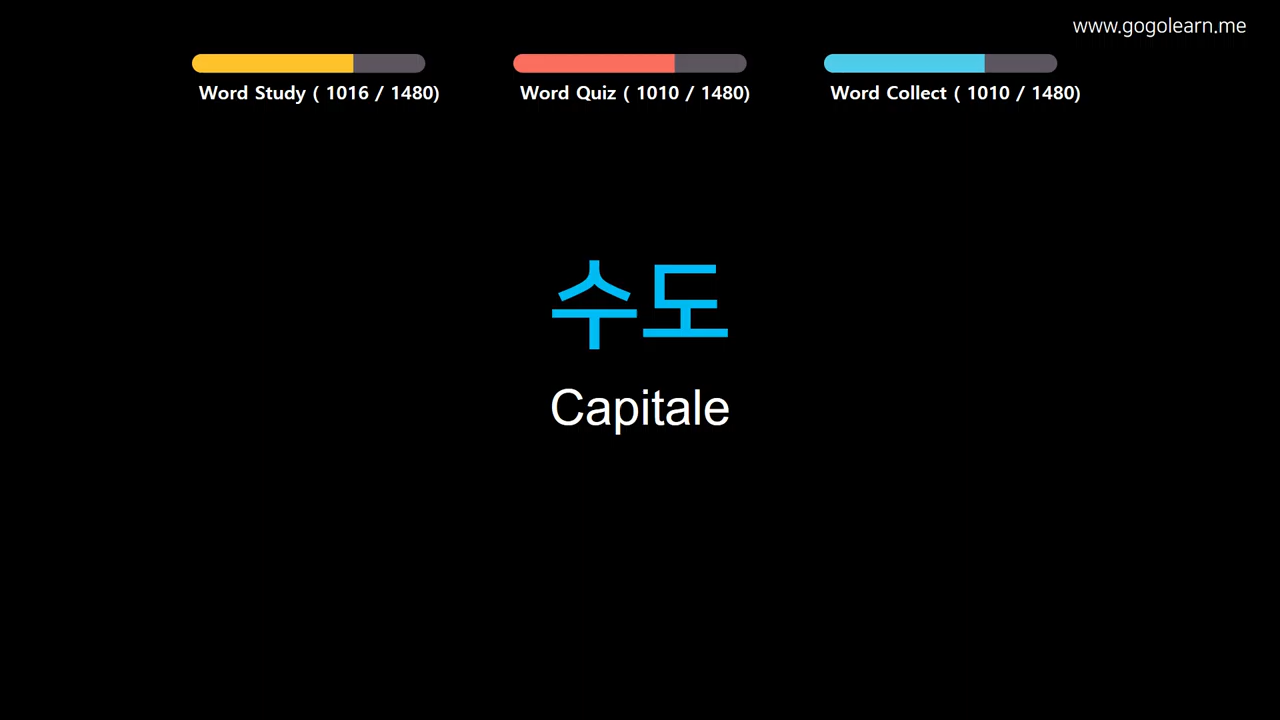 www.gogolearn.me
Word Study ( 1016 / 1480)
Word Quiz ( 1010 / 1480)
Word Collect ( 1010 / 1480)
수도
Capitale